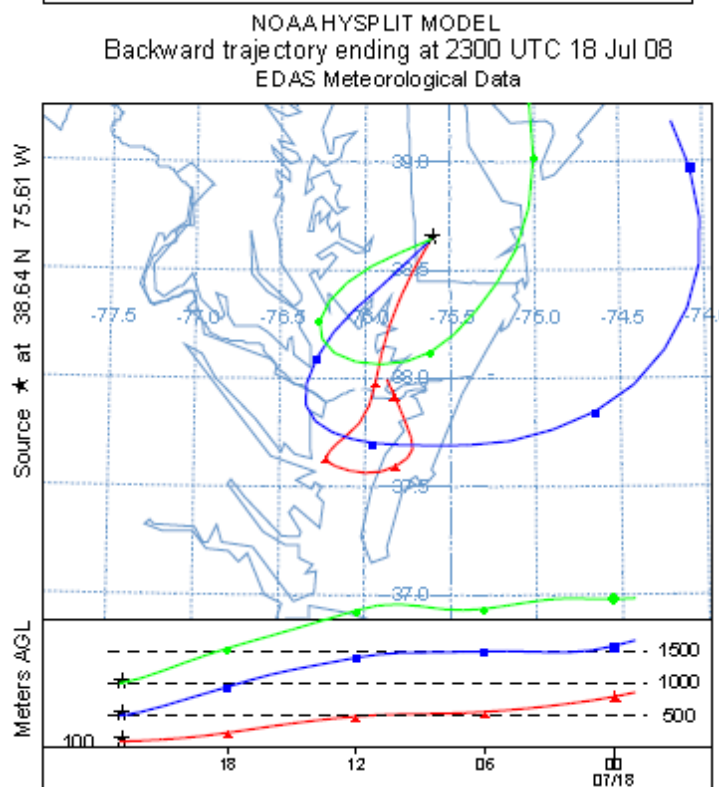 NOAA HYSPLIT MODEL
Backward trajectory ending at 2300 UTC 18 Jul 08
EDAS Meteorological Data
Source ★ at 38.64 N 75.61 W
39.0
38.5
-77.5 -77.0 -76.5 -76.0 -75.5 -75.0 -74.5 -74.0
38.0
37.5
37.0
Meters AGL
1500
1000
500
100
18 12 06 00
07/18